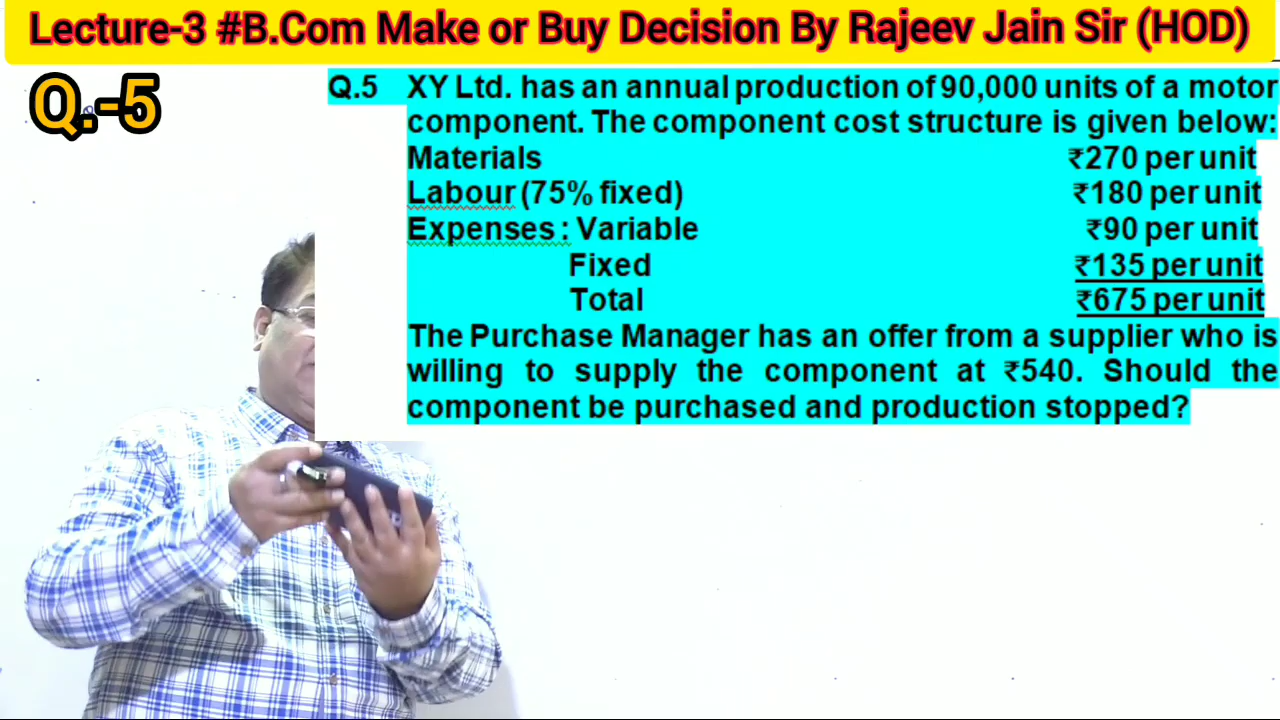 Lecture-3 #B.Com Make or Buy Decision By Rajeev Jain Sir (HOD)
Q.-5
Q.5 XY Ltd. has an annual production of 90,000 units of a motor
component. The component cost structure is given below:
Materials ₹270 per unit
Labour (75% fixed) ₹180 per unit
Expenses : Variable ₹90 per unit
Fixed ₹135 per unit
Total ₹675 per unit
The Purchase Manager has an offer from a supplier who is
willing to supply the component at ₹540. Should the
component be purchased and production stopped?